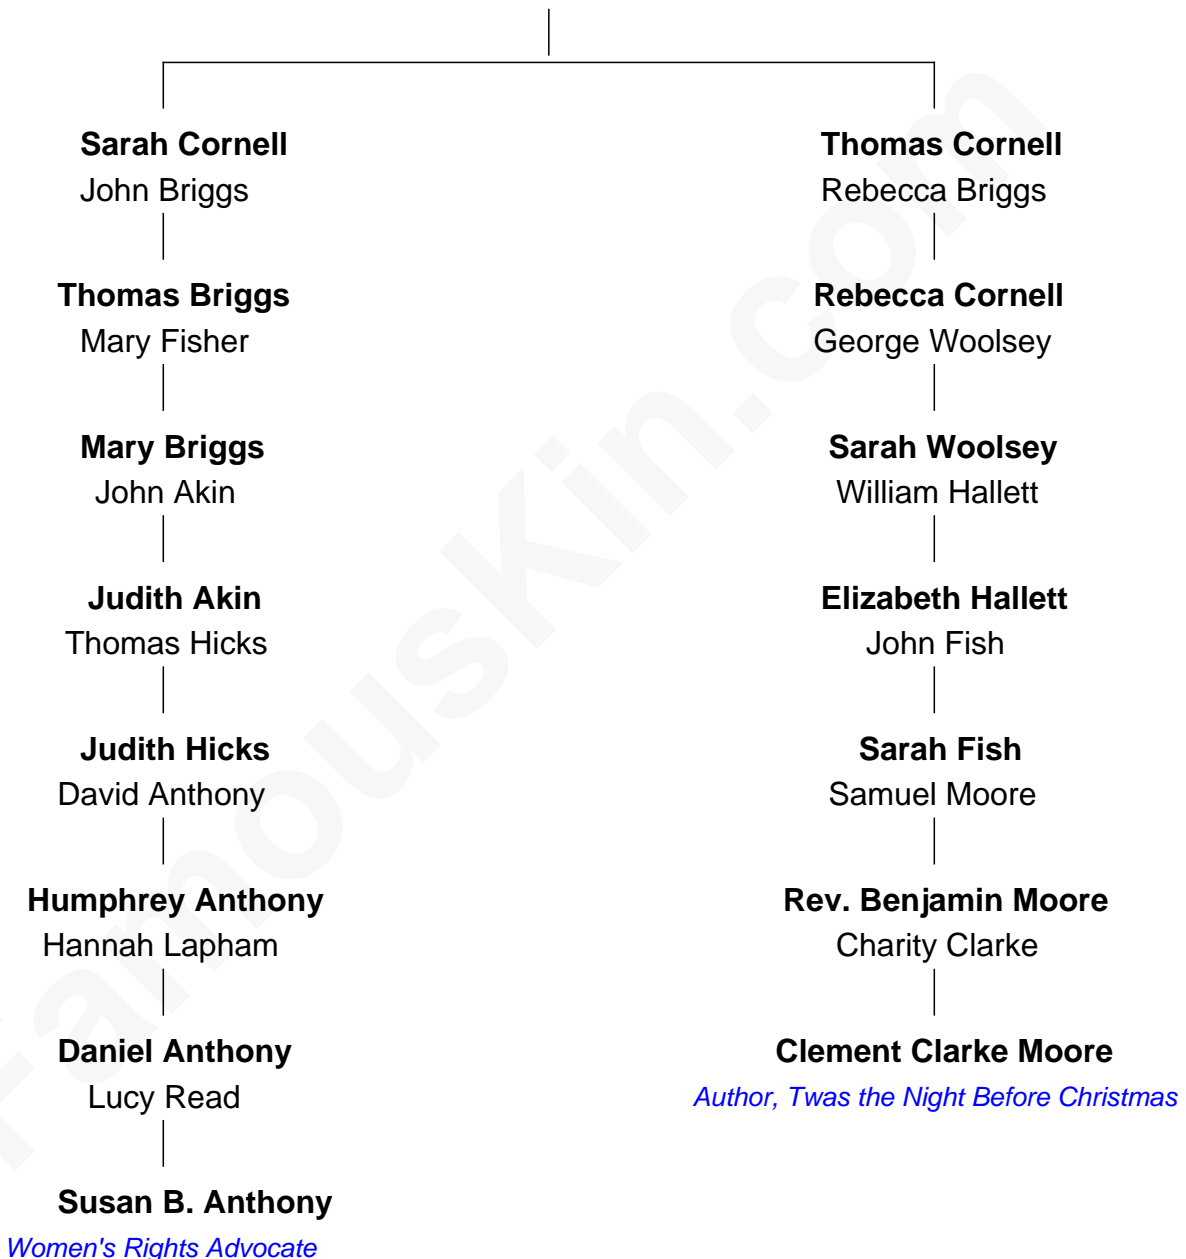 Sarah Cornell
John Briggs
Thomas Cornell
Rebecca Briggs
Thomas Briggs
Mary Fisher
Rebecca Cornell
George Woolsey
Mary Briggs
John Akin
Sarah Woolsey
William Hallett
Judith Akin
Thomas Hicks
Elizabeth Hallett
John Fish
Judith Hicks
David Anthony
Sarah Fish
Samuel Moore
Humphrey Anthony
Hannah Lapham
Rev. Benjamin Moore
Charity Clarke
Daniel Anthony
Lucy Read
Clement Clarke Moore
Author, Twas the Night Before Christmas
Susan B. Anthony
Women's Rights Advocate
FamousKin.com